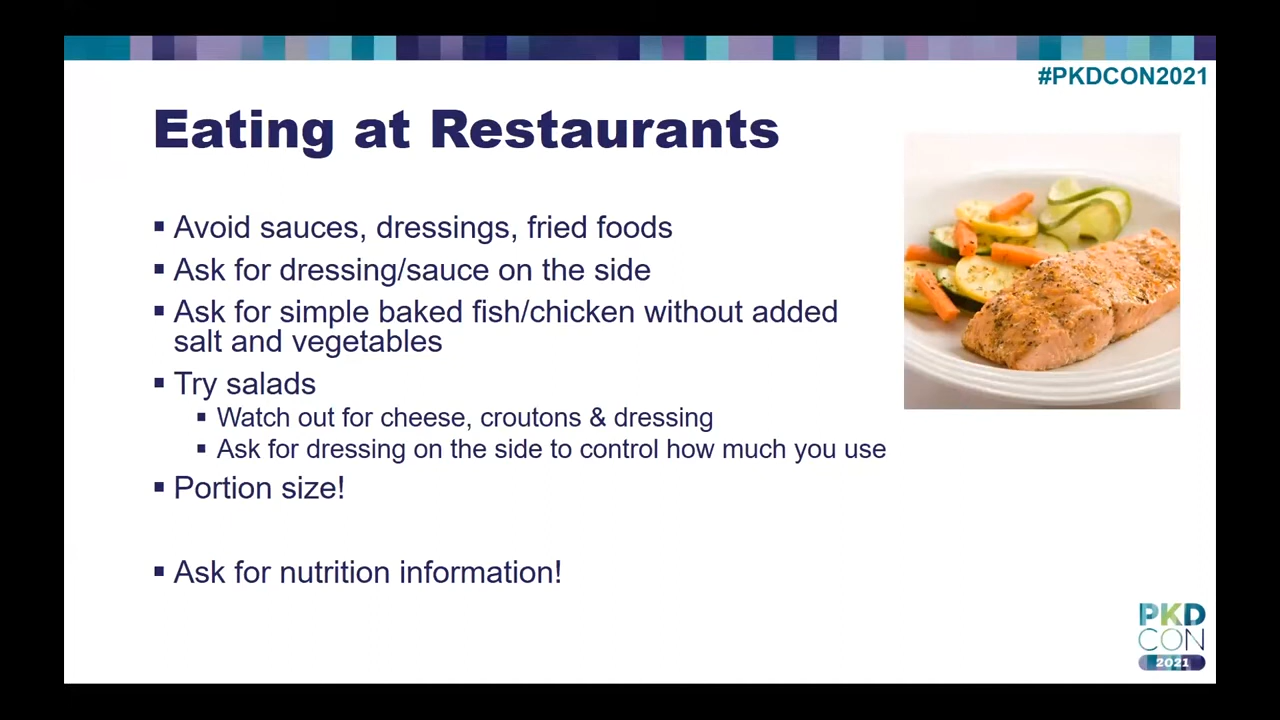 #PKDCON2021
Eating at Restaurants
▪ Avoid sauces, dressings, fried foods
▪ Ask for dressing/sauce on the side
▪ Ask for simple baked fish/chicken without added
salt and vegetables
▪ Try salads
▪ Watch out for cheese, croutons & dressing
▪ Ask for dressing on the side to control how much you use
▪ Portion size!
▪ Ask for nutrition information!
PKD
CON
2021